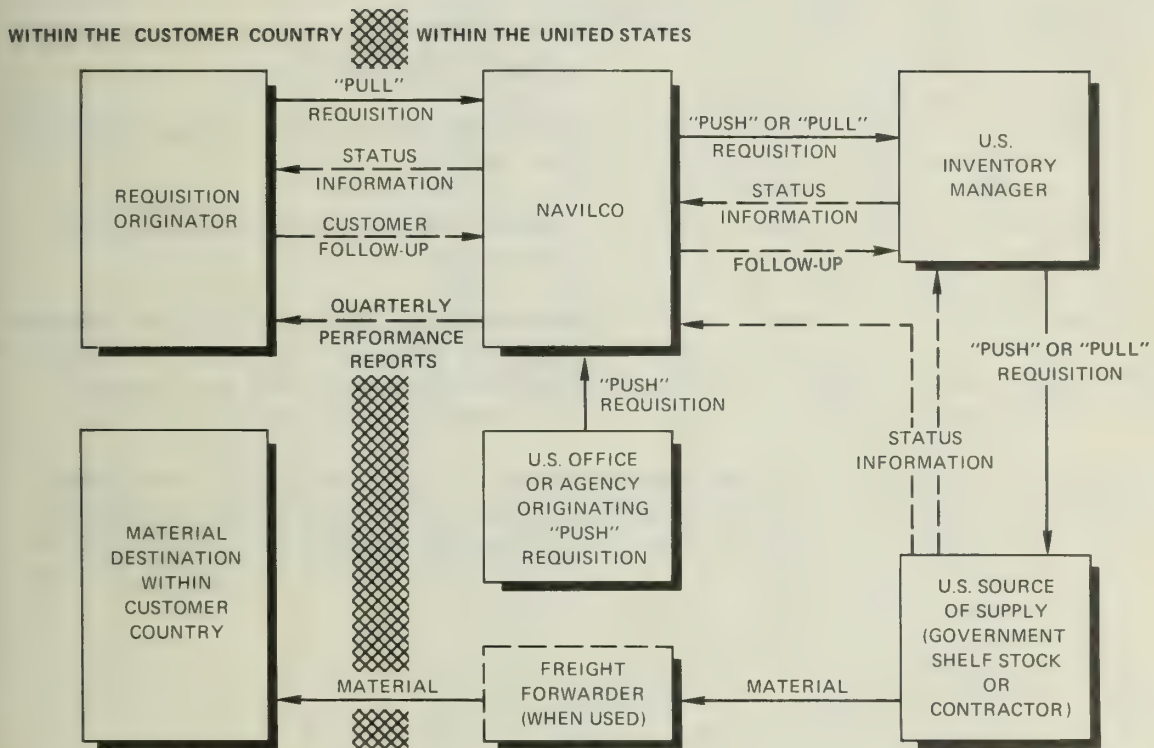 WITHIN THE CUSTOMER COUNTRY
WITHIN THE UNITED STATES
REQUISITION
ORIGINATOR
"PULL"
REQUISITION
STATUS
INFORMATION
CUSTOMER
FOLLOW-UP
QUARTERLY
PERFORMANCE
REPORTS
NAVILCO
"PUSH" OR "PULL"
REQUISITION
STATUS
INFORMATION
FOLLOW-UP
U.S.
INVENTORY
MANAGER
"PUSH" OR "PULL"
REQUISITION
"PUSH"
REQUISITION
STATUS
INFORMATION
MATERIAL
DESTINATION
WITHIN
CUSTOMER
COUNTRY
U.S. OFFICE
OR AGENCY
ORIGINATING
"PUSH"
REQUISITION
U.S. SOURCE
OF SUPPLY
(GOVERNMENT
SHELF STOCK
OR
CONTRACTOR)
MATERIAL
FREIGHT
FORWARDER
(WHEN USED)
MATERIAL